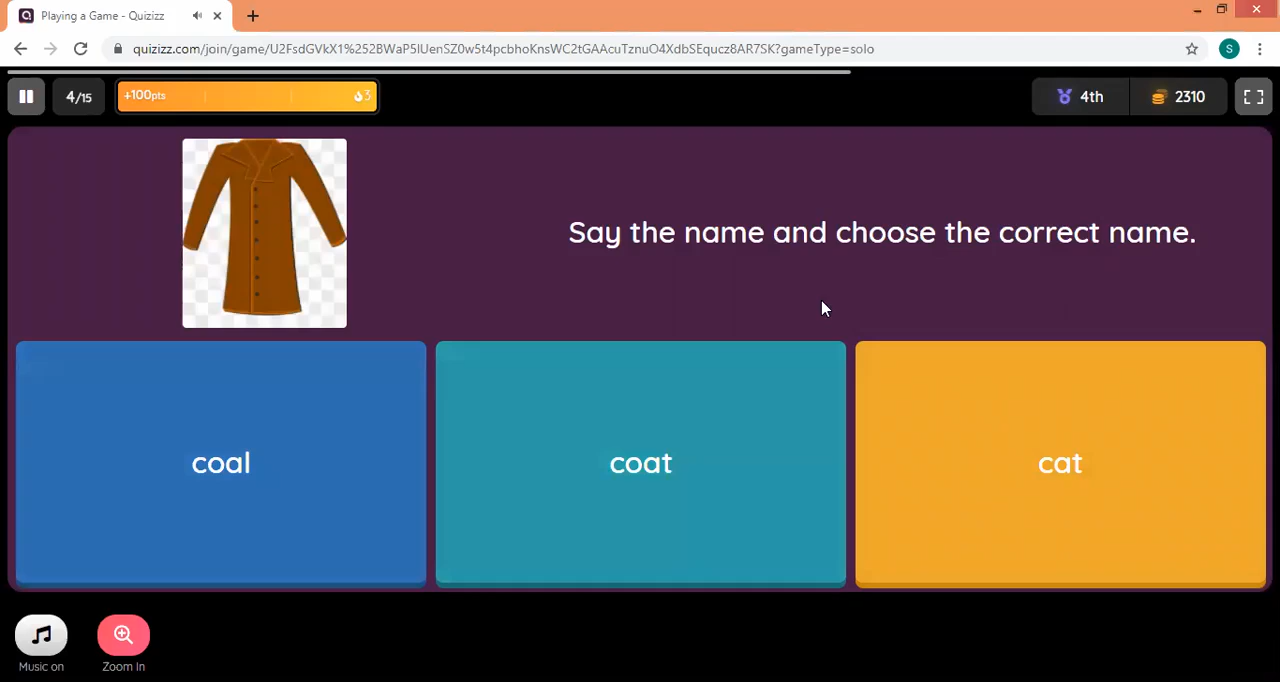 Playing a Game - Quizizz
quizizz.com/join/game/U2FsdGVkX1%252BWaP5IUenSZ0w5t4pcbhoKnsWC2tGAAcuTznuO4XdbSEqucz8AR7SK?gameType=solo
S
4/15
+100pts
3
4th
2310
Say the name and choose the correct name.
coal
coat
cat
Music on
Zoom In